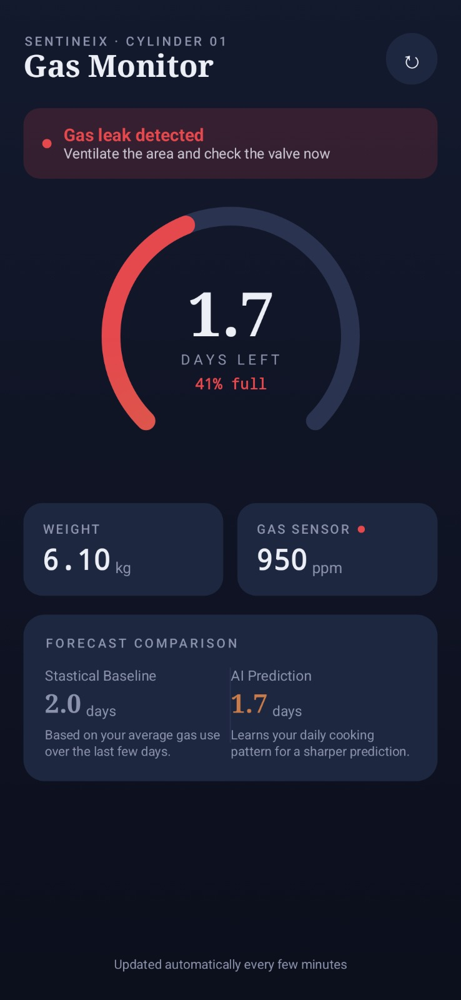 SENTINEIX · CYLINDER 01
Gas Monitor
Gas leak detected
Ventilate the area and check the valve now
1.7
DAYS LEFT
41% full
WEIGHT
6.10 kg
GAS SENSOR
950 ppm
FORECAST COMPARISON
Stastical Baseline
2.0 days
Based on your average gas use
over the last few days.
AI Prediction
1.7 days
Learns your daily cooking
pattern for a sharper prediction.
Updated automatically every few minutes